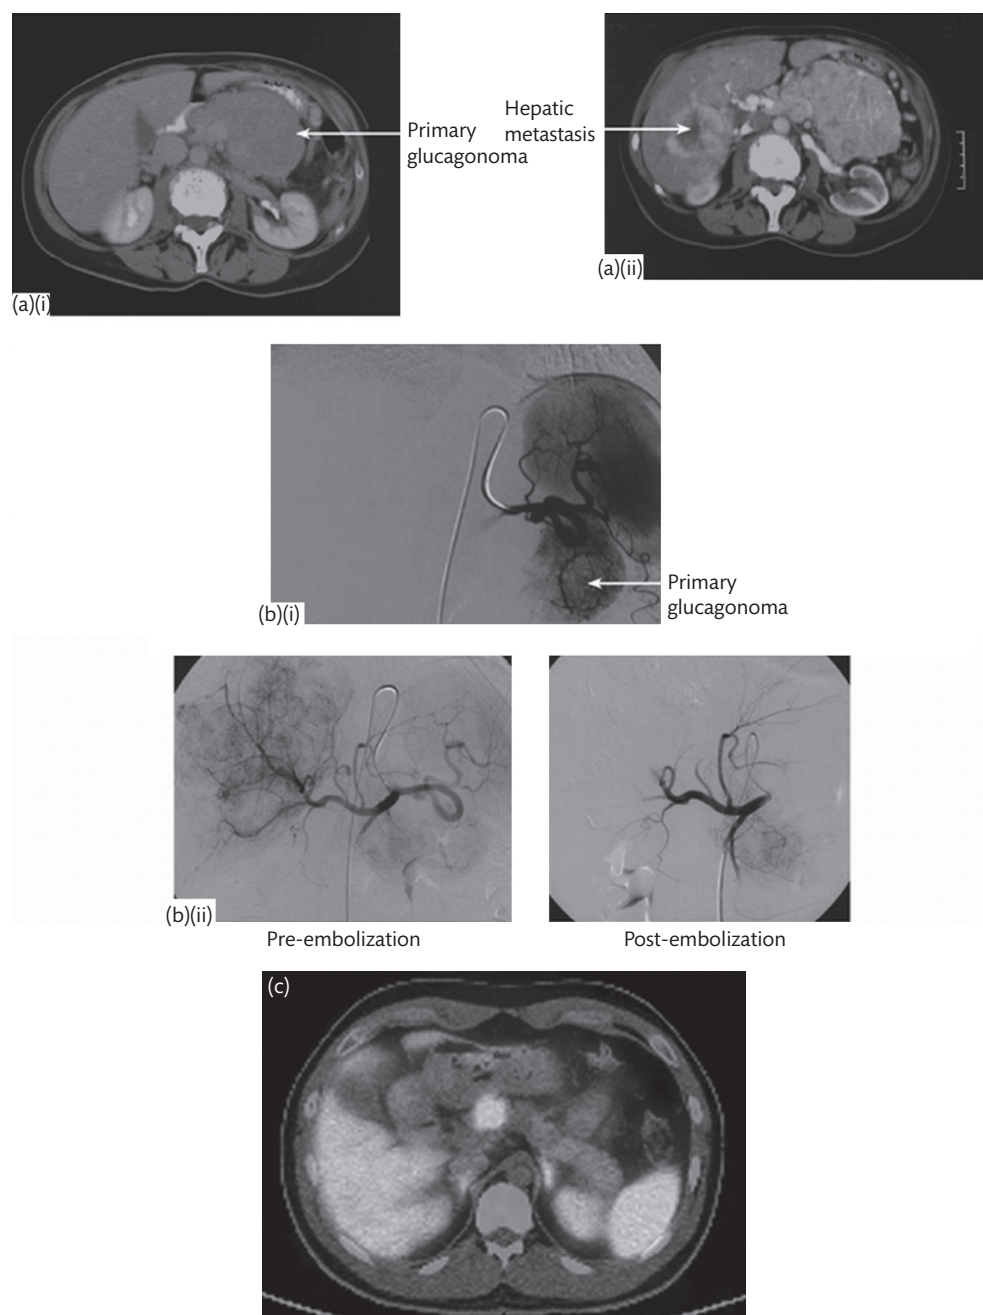 Primary
glucagonoma
Hepatic
metastasis
(a)(i)
(a)(ii)
Primary
glucagonoma
(b)(i)
(b)(ii)
Pre-embolization
Post-embolization
(c)